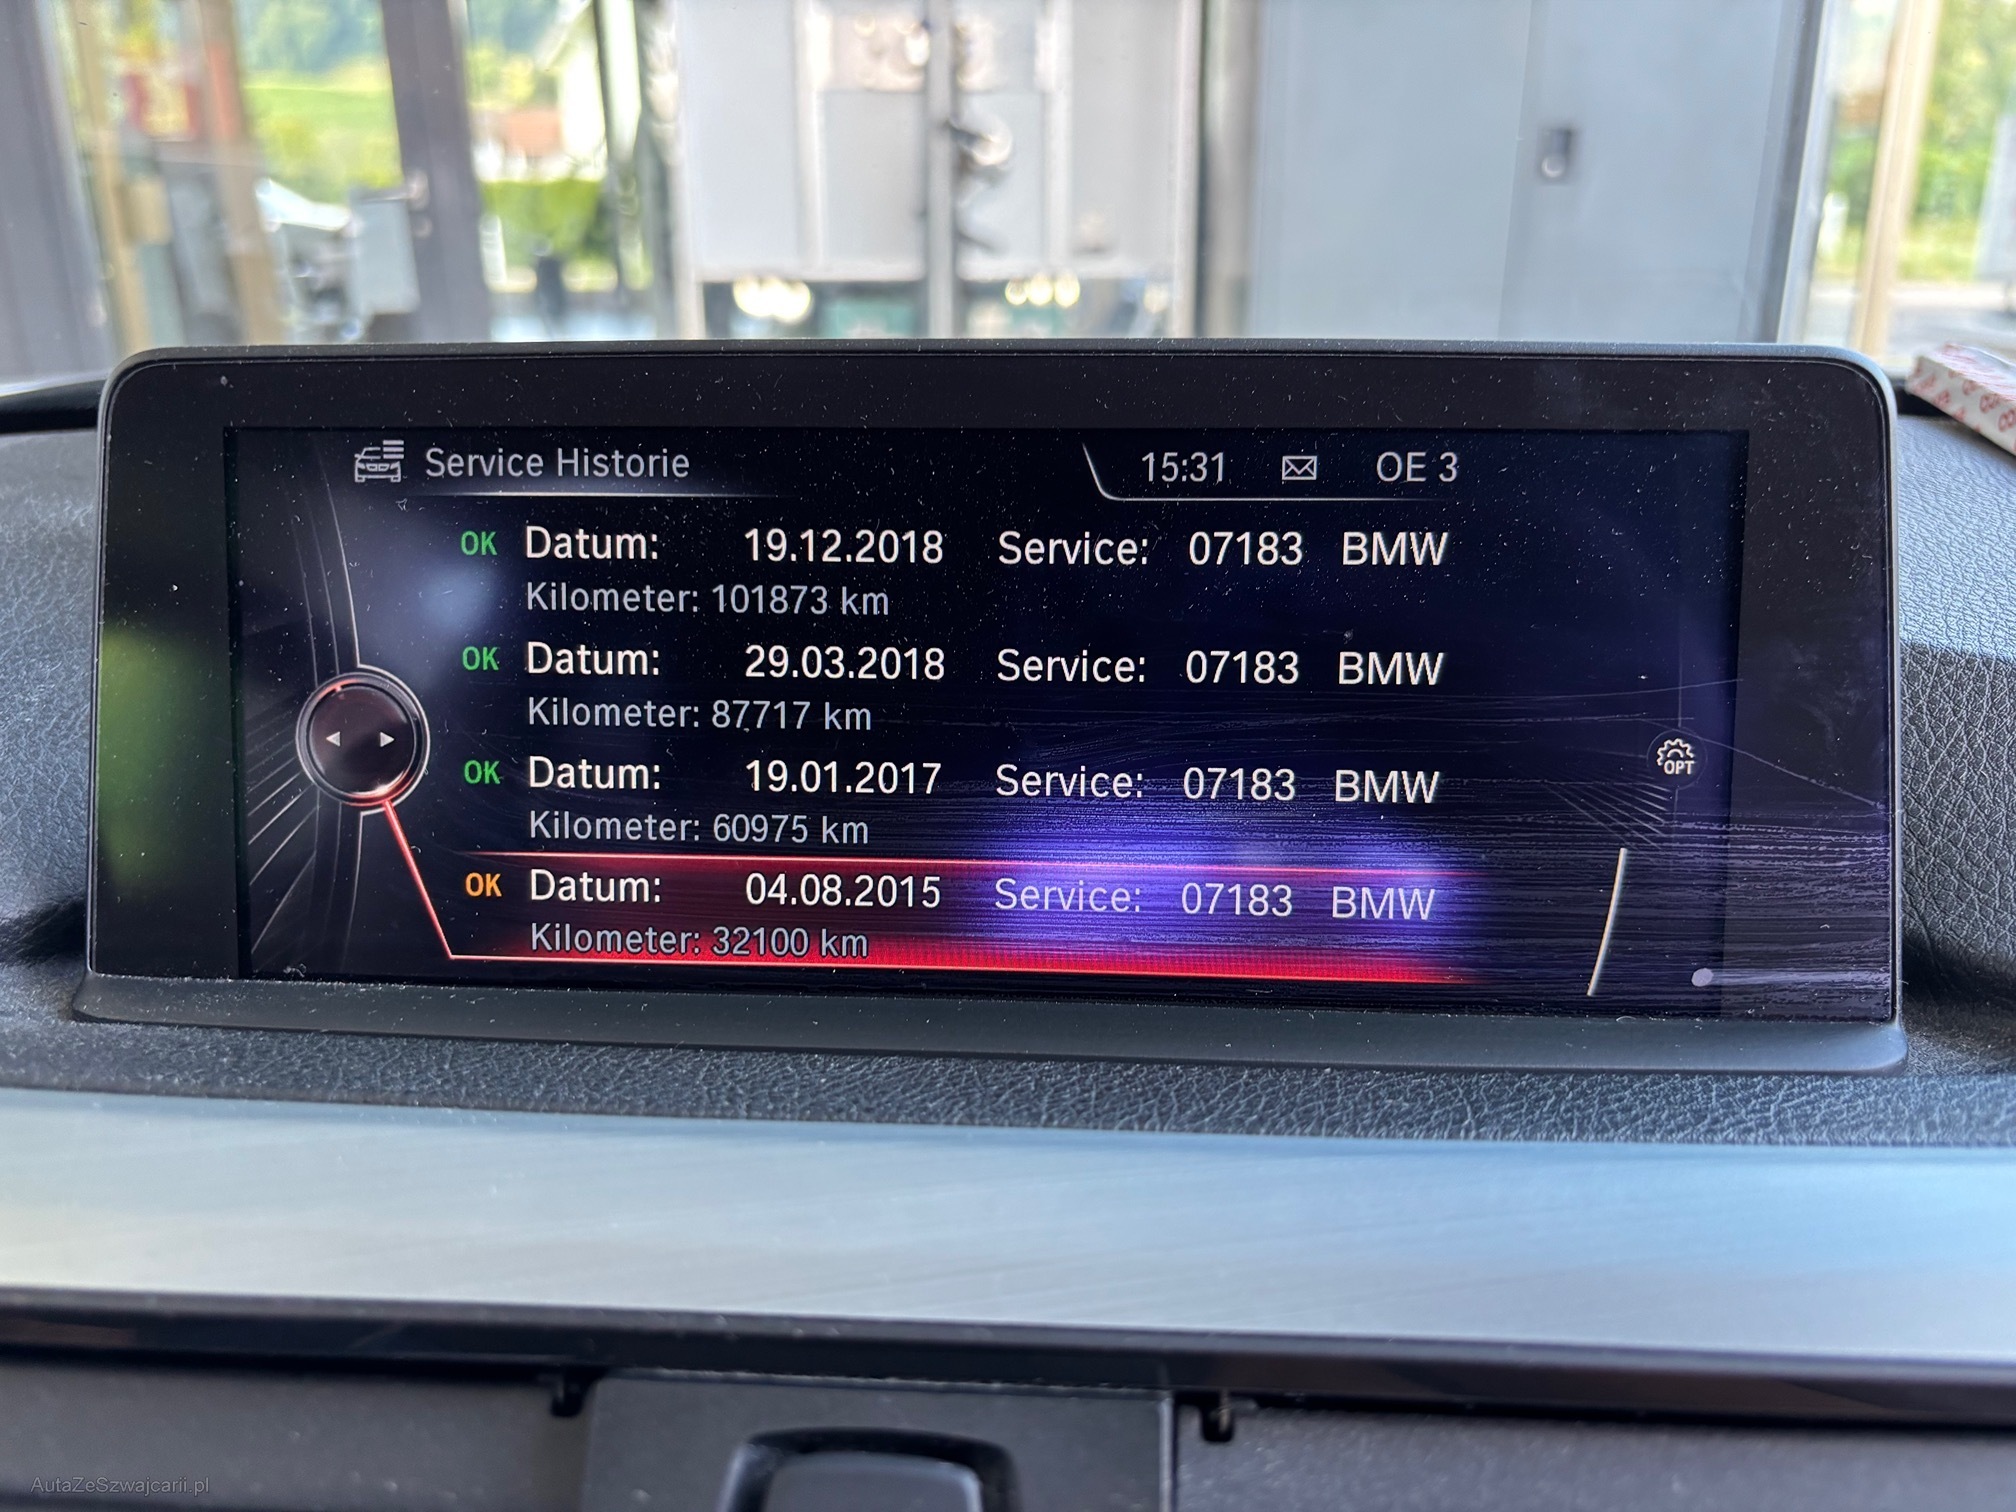 Service Historie 15:31 OE 3
OK Datum: 19.12.2018 Service: 07183 BMW
Kilometer: 101873 km
OK Datum: 29.03.2018 Service: 07183 BMW
Kilometer: 87717 km
OK Datum: 19.01.2017 Service: 07183 BMW
Kilometer: 60975 km
OPT
OK Datum: 04.08.2015 Service: 07183 BMW
Kilometer: 32100 km
AutaZeSzwajcarii.pl